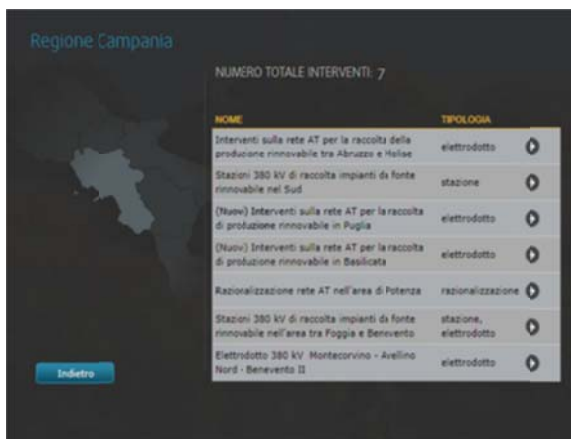 Regione Campania
NUMERO TOTALE INTERVENTI: 7
NOME TIPOLOGIA
Interventi sulla rete AT per la raccolta della
produzione rinnovabile tra Abruzzo e Molise
elettrodotto
Stazioni 380 kV di raccolta impianti da fonte
rinnovabile nel Sud
stazione
(Nuovi) Interventi sulla rete AT per la raccolta
di produzione rinnovabile in Puglia
elettrodotto
(Nuovi) Interventi sulla rete AT per la raccolta
di produzione rinnovabile in Basilicata
elettrodotto
Razionalizzazione rete AT nell'area di Potenza
razionalizzazione
Stazioni 380 kV di raccolta impianti da fonte
rinnovabile nell'area tra Foggia e Benevento
stazione,
elettrodotto
Elettrodotto 380 kV Montecorvino - Avellino
Nord - Benevento II
elettrodotto
Indietro